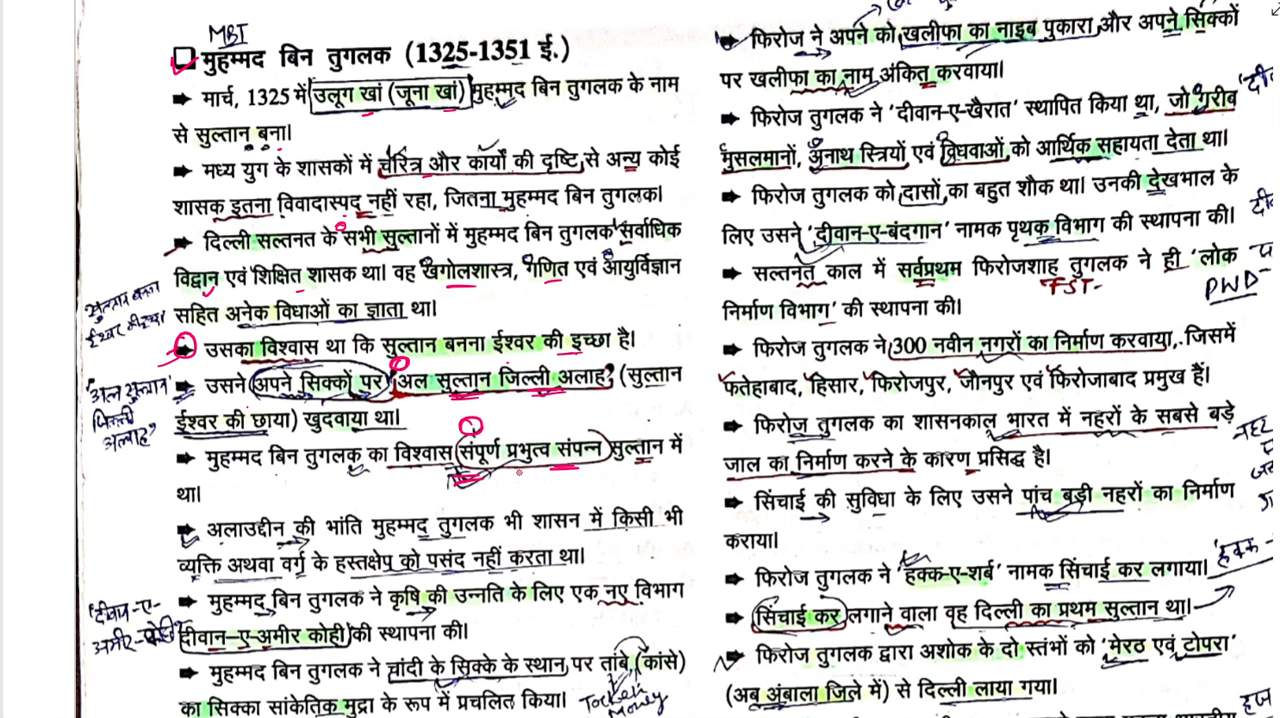 MBT
मुहम्मद बिन तुगलक (1325-1351 ई.)
➡ मार्च, 1325 में उलूग खां (जूना खां) मुहम्मद बिन तुगलक के नाम
से सुल्तान बना।
➡ मध्य युग के शासकों में चरित्र और कार्यों की दृष्टि से अन्य कोई
शासक इतना विवादास्पद नहीं रहा, जितना मुहम्मद बिन तुगलक।
➡ दिल्ली सल्तनत के सभी सुल्तानों में मुहम्मद बिन तुगलक सर्वाधिक
विद्वान एवं शिक्षित शासक था। वह खगोलशास्त्र, गणित एवं आयुर्विज्ञान
सहित अनेक विधाओं का ज्ञाता था।
➡ उसका विश्वास था कि सुल्तान बनना ईश्वर की इच्छा है।
➡ उसने अपने सिक्कों पर 'अल सुल्तान जिल्ली अलाह' (सुल्तान
ईश्वर की छाया) खुदवाया था।
➡ मुहम्मद बिन तुगलक का विश्वास संपूर्ण प्रभुत्व संपन्न सुल्तान में
था।
➡ अलाउद्दीन की भांति मुहम्मद तुगलक भी शासन में किसी भी
व्यक्ति अथवा वर्ग के हस्तक्षेप को पसंद नहीं करता था।
➡ मुहम्मद बिन तुगलक ने कृषि की उन्नति के लिए एक नए विभाग
दीवान-ए-अमीर कोही की स्थापना की।
➡ मुहम्मद बिन तुगलक ने चांदी के सिक्के के स्थान पर तांबे (कांसे)
का सिक्का सांकेतिक मुद्रा के रूप में प्रचलित किया।
Money
सुल्तान बनना
'अल सुल्तान
जिल्ली
अल्लाह'
'दीवान-ए-
➡ फिरोज ने अपने को खलीफा का नाइब पुकारा और अपने सिक्कों
पर खलीफा का नाम अंकित करवाया।
➡ फिरोज तुगलक ने 'दीवान-ए-खैरात' स्थापित किया था, जो गरीब
मुसलमानों, अनाथ स्त्रियों एवं विधवाओं को आर्थिक सहायता देता था।
➡ फिरोज तुगलक को दासों का बहुत शौक था। उनकी देखभाल के
लिए उसने 'दीवान-ए-बंदगान' नामक पृथक विभाग की स्थापना की।
➡ सल्तनत काल में सर्वप्रथम फिरोजशाह तुगलक ने ही 'लोक
FST-
PWD
निर्माण विभाग' की स्थापना की।
➡ फिरोज तुगलक ने 300 नवीन नगरों का निर्माण करवाया, जिसमें
फतेहाबाद, हिसार, फिरोजपुर, जौनपुर एवं फिरोजाबाद प्रमुख हैं।
➡ फिरोज तुगलक का शासनकाल भारत में नहरों के सबसे बड़े
जाल का निर्माण करने के कारण प्रसिद्ध है।
➡ सिंचाई की सुविधा के लिए उसने पांच बड़ी नहरों का निर्माण
कराया।
➡ फिरोज तुगलक ने 'हक्क-ए-शर्ब' नामक सिंचाई कर लगाया।
➡ सिंचाई कर लगाने वाला वह दिल्ली का प्रथम सुल्तान था।
➡ फिरोज तुगलक द्वारा अशोक के दो स्तंभों को 'मेरठ एवं टोपरा'
(अब अंबाला जिले में) से दिल्ली लाया गया।
नहर
'हक्क-